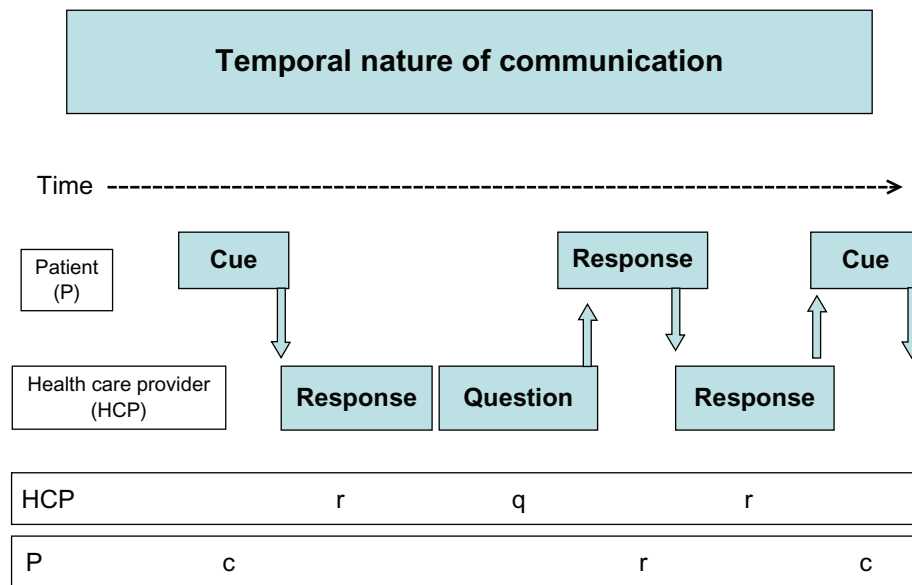 Temporal nature of communication
Time
Cue Response Cue
Patient
(P)
Health care provider
(HCP)
Response Question Response
HCP r q r
P c r c